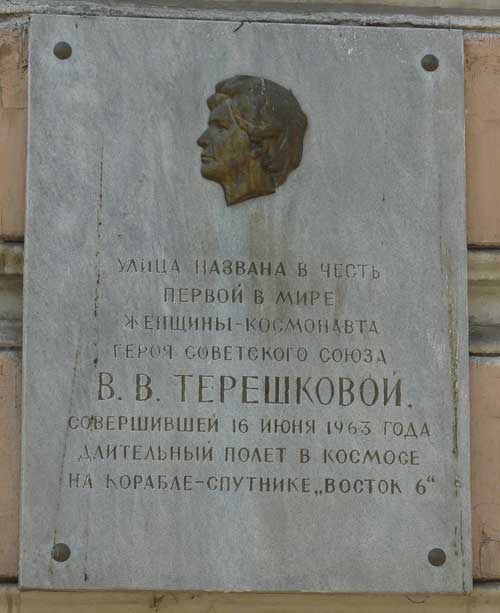 УЛИЦА НАЗВАНА В ЧЕСТЬ
ПЕРВОЙ В МИРЕ
ЖЕНЩИНЫ-КОСМОНАВТА
ГЕРОЯ СОВЕТСКОГО СОЮЗА
В. В. ТЕРЕШКОВОЙ,
СОВЕРШИВШЕЙ 16 ИЮНЯ 1963 ГОДА
ДЛИТЕЛЬНЫЙ ПОЛЕТ В КОСМОСЕ
НА КОРАБЛЕ-СПУТНИКЕ „ВОСТОК 6“